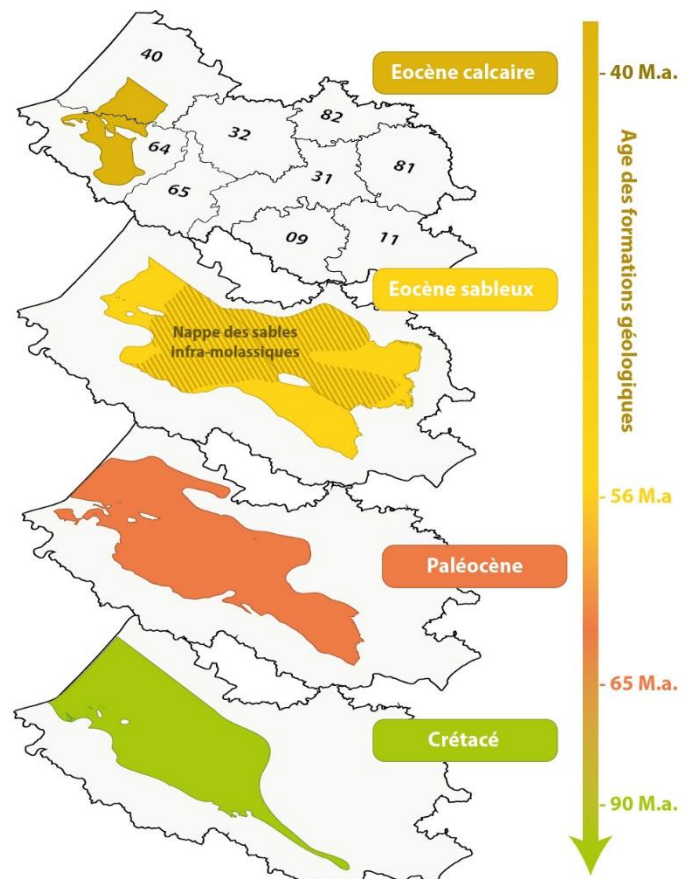 40
Eocène calcaire
- 40 M.a.
32
82
64
81
65
31
09
11
Age des formations géologiques
Eocène sableux
Nappe des sables
infra-molassiques
- 56 M.a
Paléocène
- 65 M.a.
Crétacé
- 90 M.a.